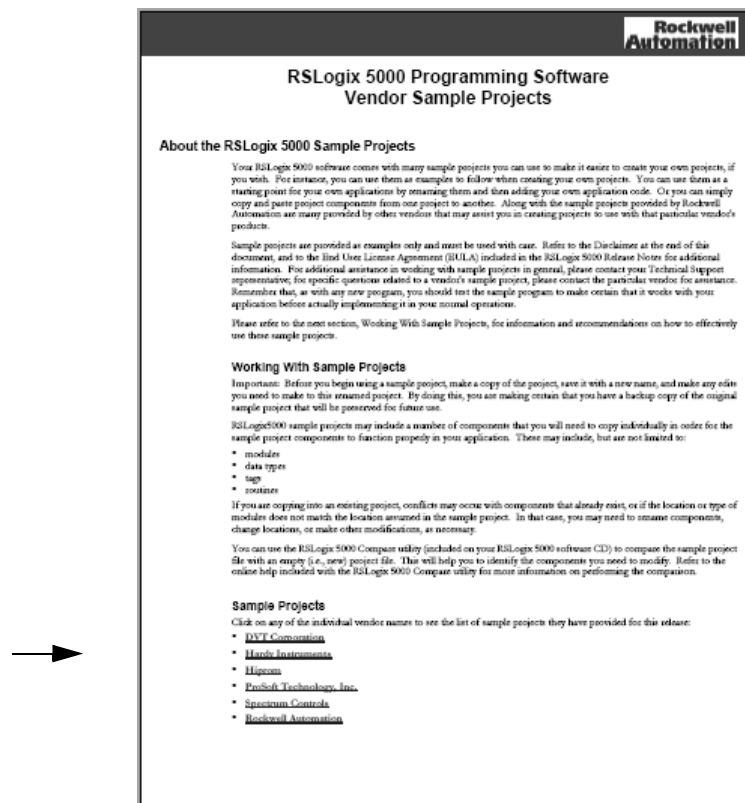 Rockwell
Automation
RSLogix 5000 Programming Software
Vendor Sample Projects
About the RSLogix 5000 Sample Projects
Your RSLogix 5000 software comes with many sample projects you can use to make it easier to create your own projects, if
you wish. For instance, you can use them as examples to follow when creating your own projects. You can use them as a
starting point for your own applications by renaming them and then adding your own application code. Or you can simply
copy and paste project components from one project to another. Along with the sample projects provided by Rockwell
Automation are many provided by other vendors that may assist you in creating projects to use with that particular vendor's
products.
Sample projects are provided as examples only and must be used with care. Refer to the Disclaimer at the end of this
document, and to the End User License Agreement (EULA) included in the RSLogix 5000 Release Notes for additional
information. For additional assistance in working with sample projects in general, please contact your Technical Support
representative; for specific questions related to a vendor's sample project, please contact the particular vendor for assistance.
Remember that, as with any new program, you should test the sample program to make certain that it works with your
application before actually implementing it in your normal operations.
Please refer to the next section, Working With Sample Projects, for information and recommendations on how to effectively
use these sample projects.
Working With Sample Projects
Important: Before you begin using a sample project, make a copy of the project, save it with a new name, and make any edits
you need to make to this renamed project. By doing this, you are making certain that you have a backup copy of the original
sample project that will be preserved for future use.
RSLogix5000 sample projects may include a number of components that you will need to copy individually in order for the
sample project components to function properly in your application. These may include, but are not limited to:
• modules
• data types
• tags
• routines
If you are copying into an existing project, conflicts may occur with components that already exist, or if the location or type of
modules does not match the location assumed in the sample project. In that case, you may need to rename components,
change locations, or make other modifications, as necessary.
You can use the RSLogix 5000 Compare utility (included on your RSLogix 5000 software CD) to compare the sample project
file with an empty (i.e., new) project file. This will help you to identify the components you need to modify. Refer to the
online help included with the RSLogix 5000 Compare utility for more information on performing the comparison.
Sample Projects
Click on any of the individual vendor names to see the list of sample projects they have provided for this release:
• DVT Corporation
• Hardy Instruments
• Hiprom
• ProSoft Technology, Inc.
• Spectrum Controls
• Rockwell Automation